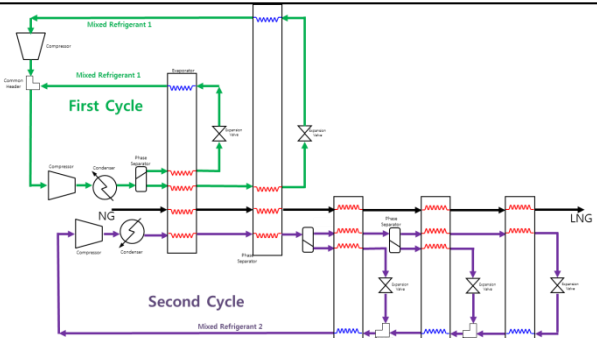 Mixed Refrigerant 1
Compressor
Evaporator
Mixed Refrigerant 1
Common
Header
First Cycle
Expansion
Valve
Expansion
Valve
Compressor
Condenser
Phase
Separator
NG
LNG
Phase
Separator
Compressor
Condenser
Phase
Separator
Second Cycle
Expansion
Valve
Expansion
Valve
Expansion
Valve
Mixed Refrigerant 2